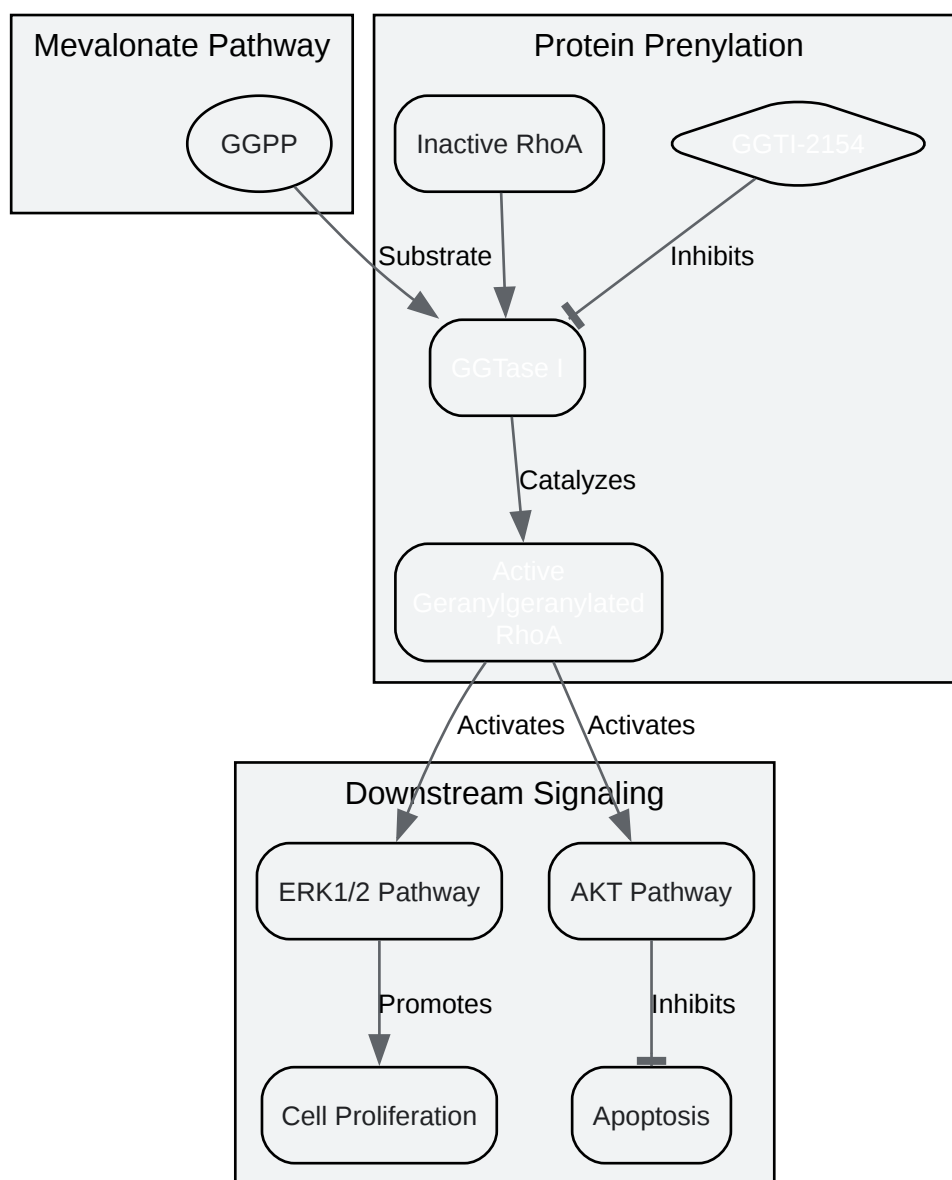 Mevalonate Pathway
Protein Prenylation
GGPP
Inactive RhoA
GGTI-2154
Substrate
Inhibits
GGTase I
Catalyzes
Active
Geranylgeranylated
RhoA
Activates
Activates
Downstream Signaling
ERK1/2 Pathway
AKT Pathway
Promotes
Inhibits
Cell Proliferation
Apoptosis